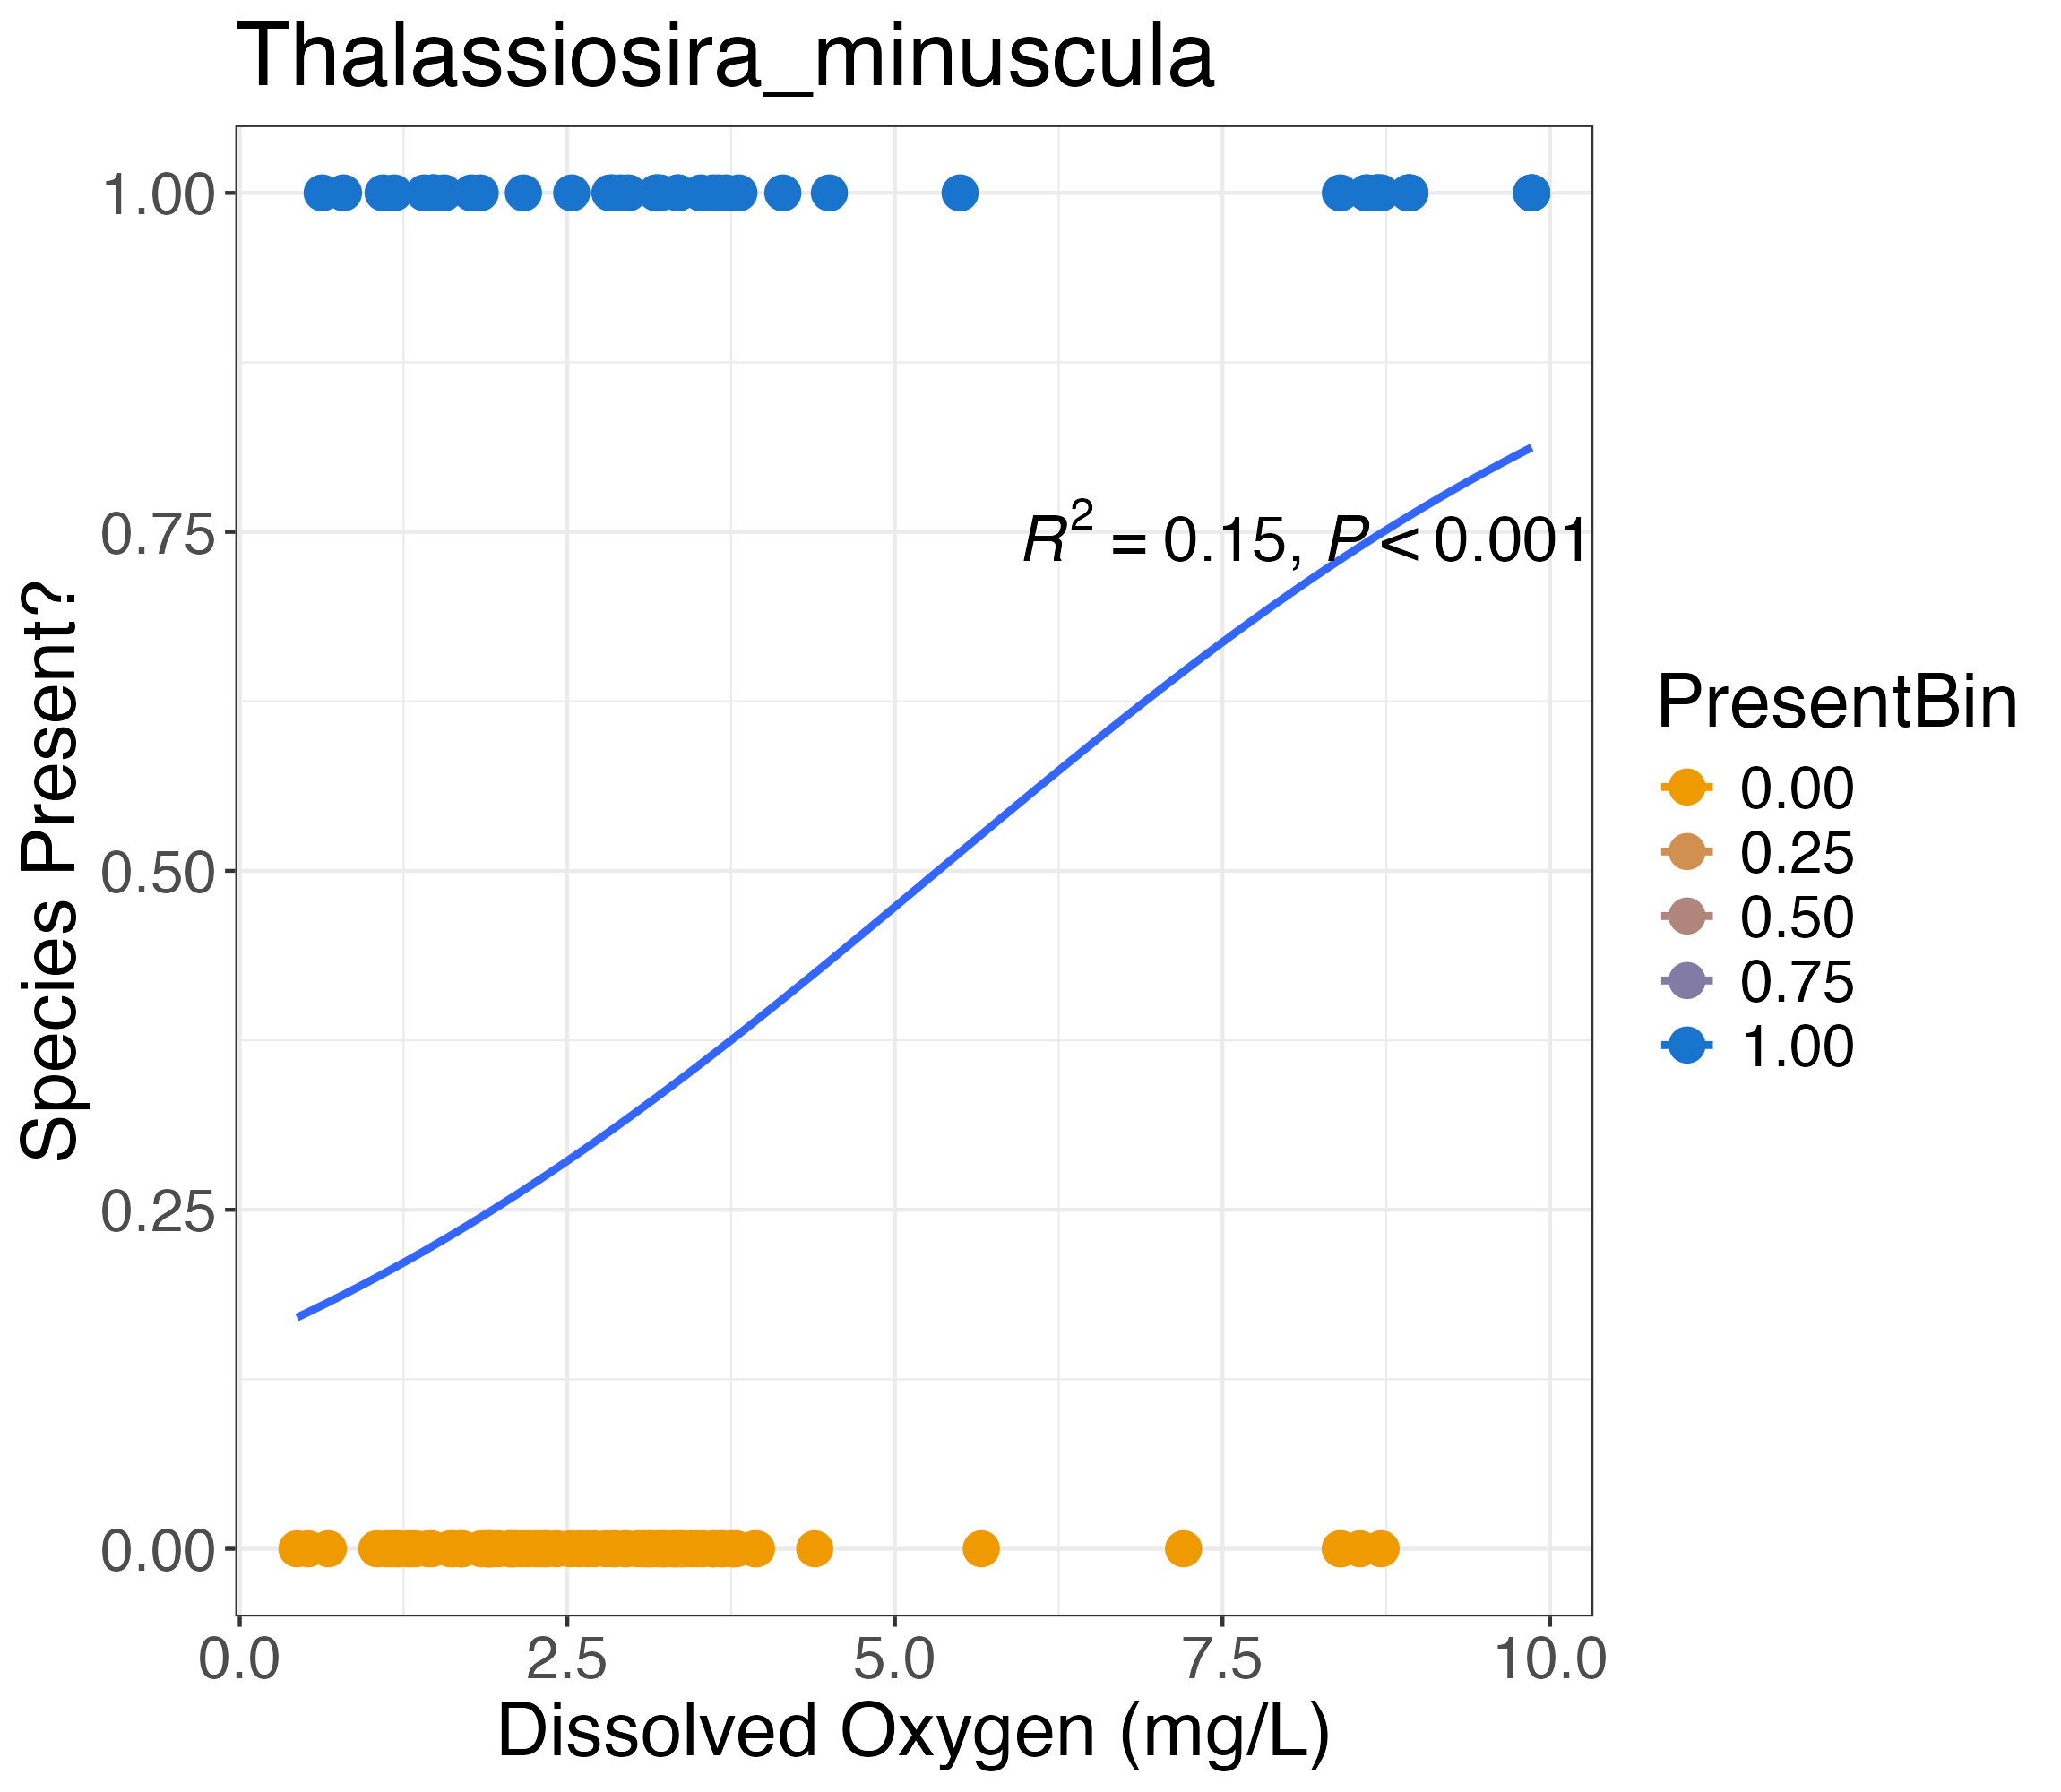 Thalassiosira_minuscula
1.00
0.75
0.50
0.25
0.00
Species Present?
R² = 0.15, P < 0.001
0.0 2.5 5.0 7.5 10.0
Dissolved Oxygen (mg/L)
PresentBin
0.00
0.25
0.50
0.75
1.00